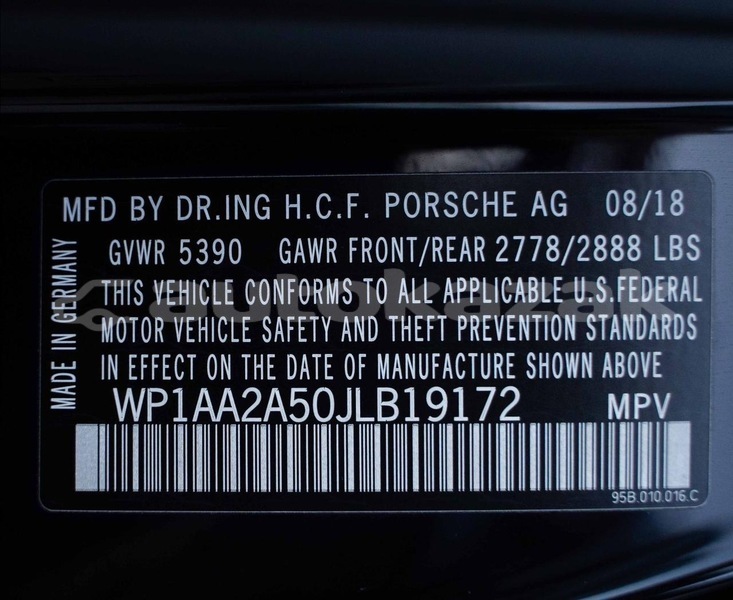 MFD BY DR.ING H.C.F. PORSCHE AG 08/18
GVWR 5390 GAWR FRONT/REAR 2778/2888 LBS
MADE IN GERMANY
THIS VEHICLE CONFORMS TO ALL APPLICABLE U.S.FEDERAL
MOTOR VEHICLE SAFETY AND THEFT PREVENTION STANDARDS
IN EFFECT ON THE DATE OF MANUFACTURE SHOWN ABOVE
autokazak
WP1AA2A50JLB19172 MPV
95B.010.016.C